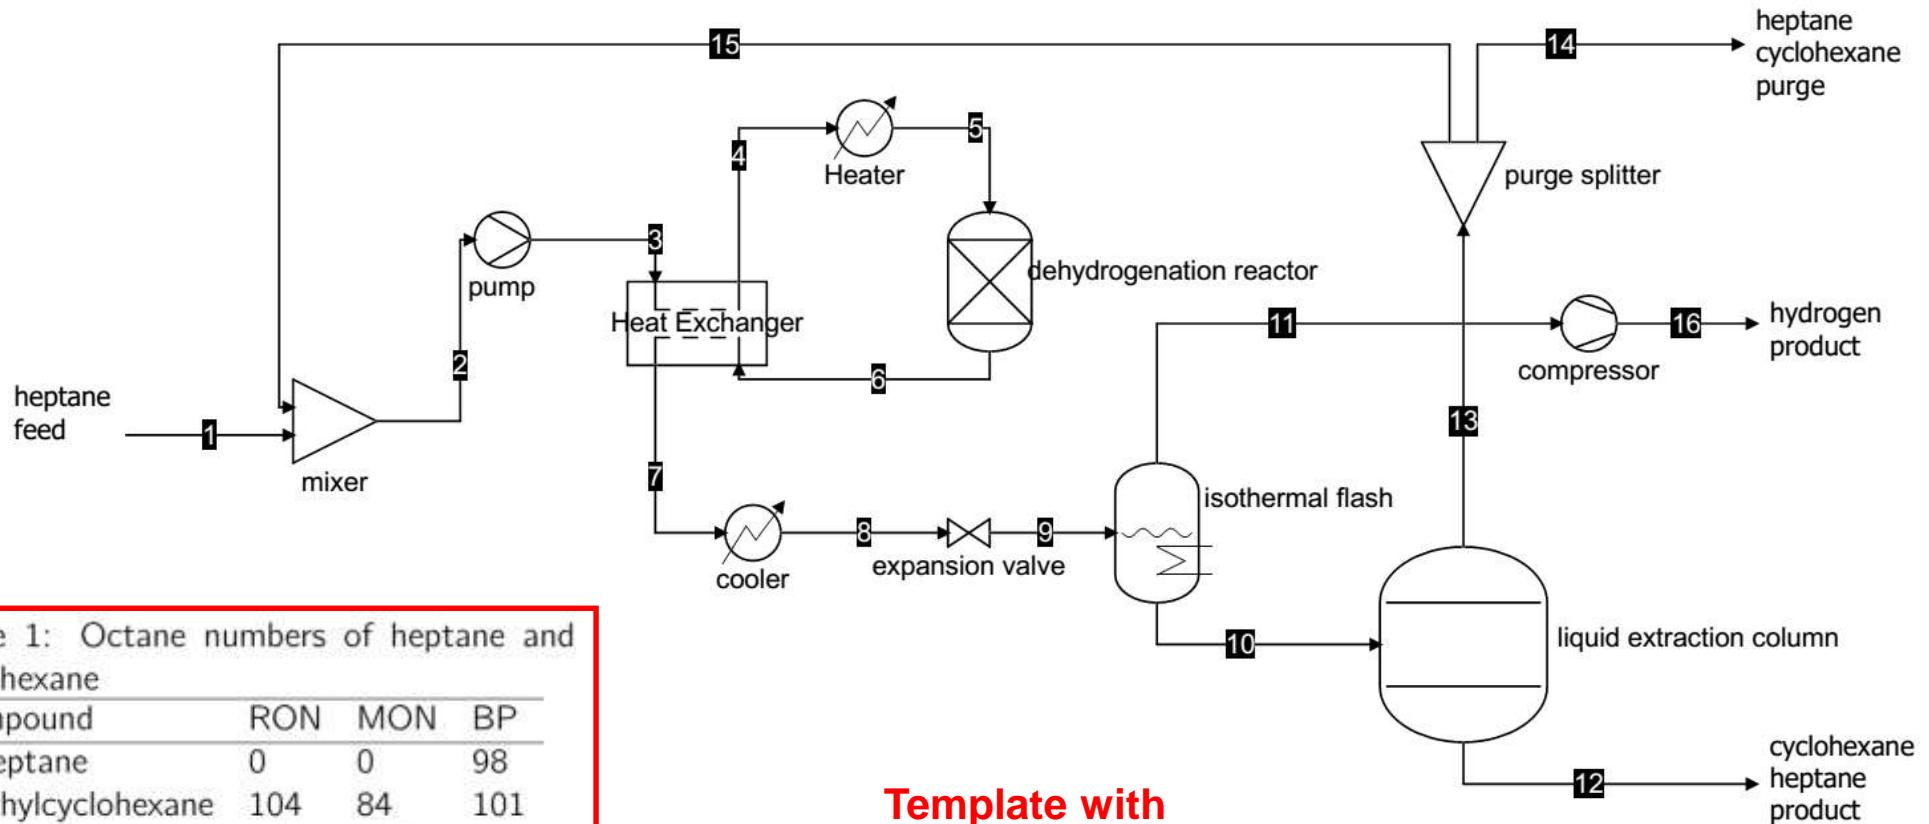 heptane
cyclohexane
purge
15
14
5
4
Heater
purge splitter
3
pump
dehydrogenation reactor
Heat Exchanger
11
16
hydrogen
product
compressor
2
6
heptane
feed
1
13
mixer
7
isothermal flash
8
9
cooler
expansion valve
10
liquid extraction column
1: Octane numbers of heptane and
RON MON BP
0 0 98
104 84 101
Template with
12
cyclohexane
heptane
product